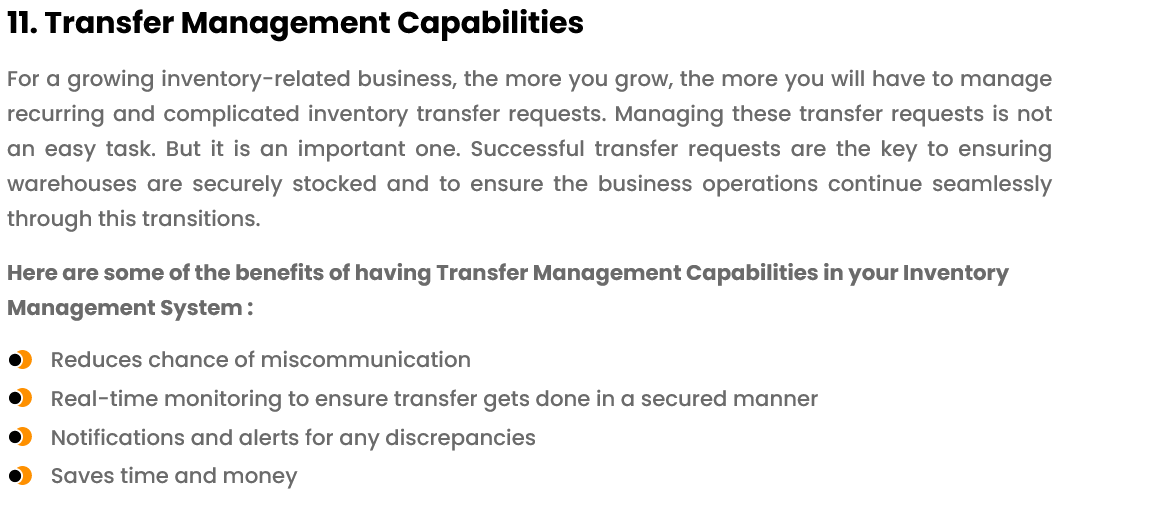 11. Transfer Management Capabilities
For a growing inventory-related business, the more you grow, the more you will have to manage
recurring and complicated inventory transfer requests. Managing these transfer requests is not
an easy task. But it is an important one. Successful transfer requests are the key to ensuring
warehouses are securely stocked and to ensure the business operations continue seamlessly
through this transitions.
Here are some of the benefits of having Transfer Management Capabilities in your Inventory
Management System :
Reduces chance of miscommunication
Real-time monitoring to ensure transfer gets done in a secured manner
Notifications and alerts for any discrepancies
Saves time and money